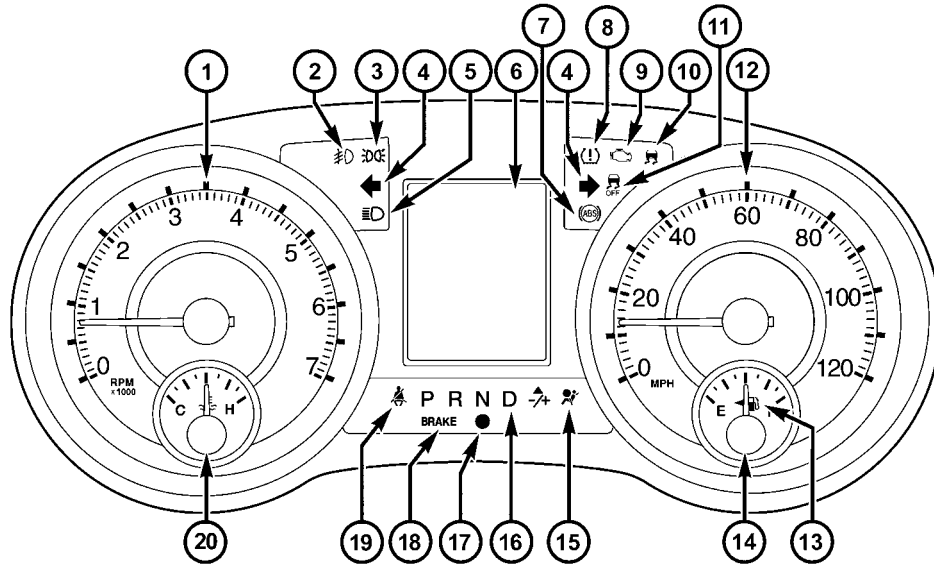 7 8 11
1 2 3 4 5 6 4 9 10 12
OFF
ABS
0 1 2 3 4 5 6 7
RPM
x1000
C H
0 20 40 60 80 100 120
MPH
E
P R N D -/+
BRAKE
20 19 18 17 16 15 14 13